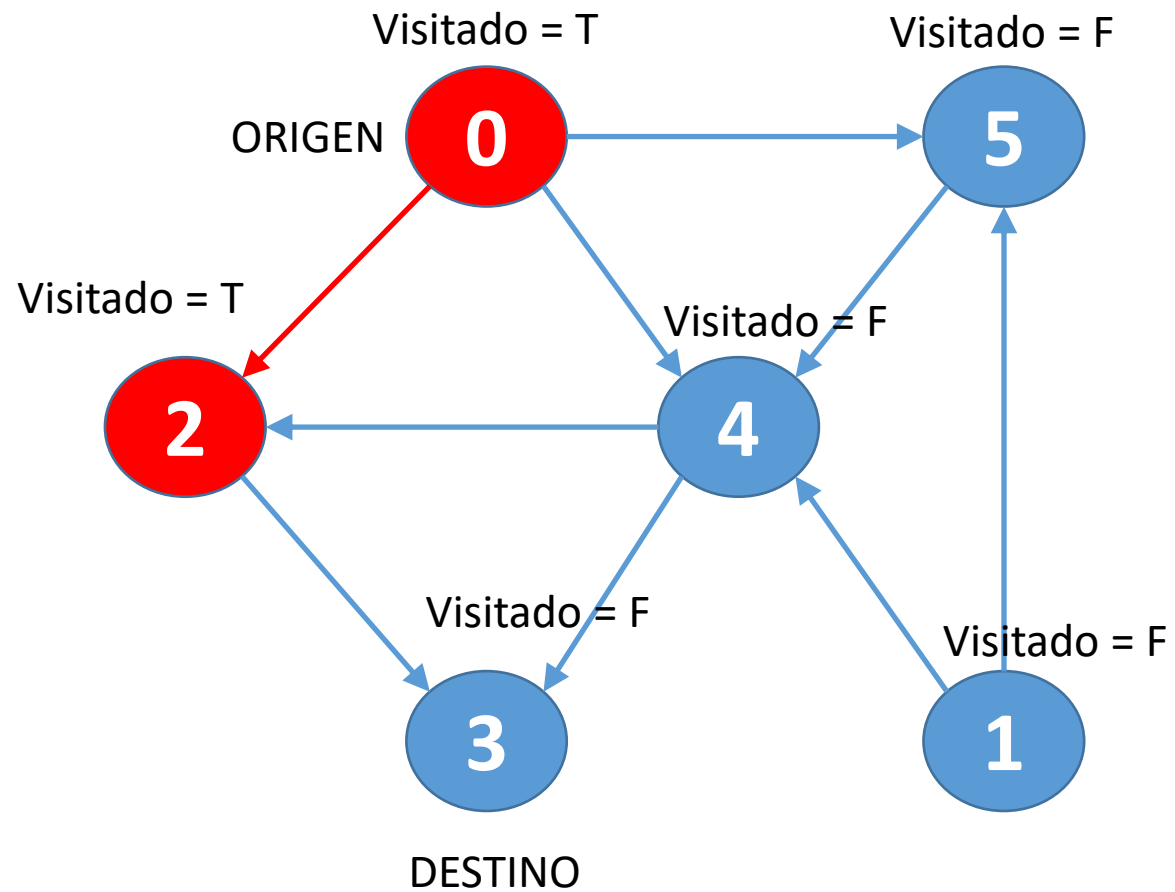 Visitado = T
Visitado = F
ORIGEN
0
5
Visitado = T
Visitado = F
2
4
Visitado = F
Visitado = F
3
1
DESTINO